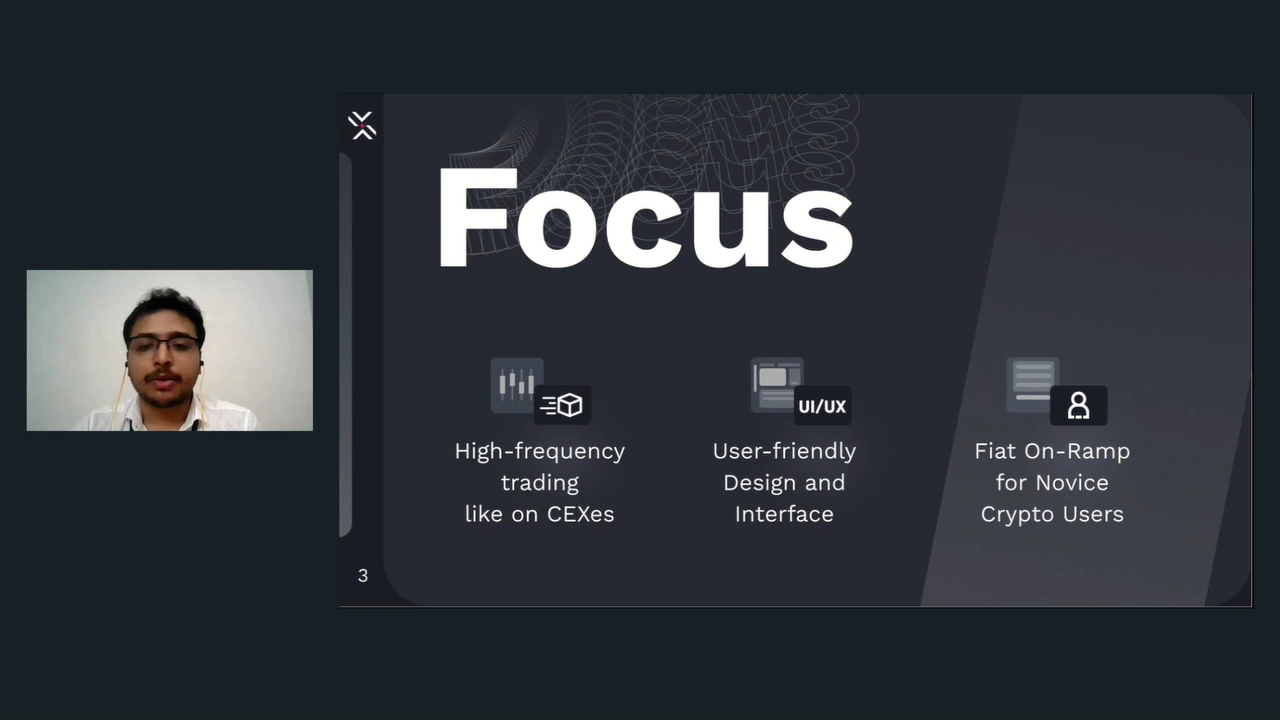 Focus
High-frequency
trading
like on CEXes
UI/UX
User-friendly
Design and
Interface
Fiat On-Ramp
for Novice
Crypto Users
3